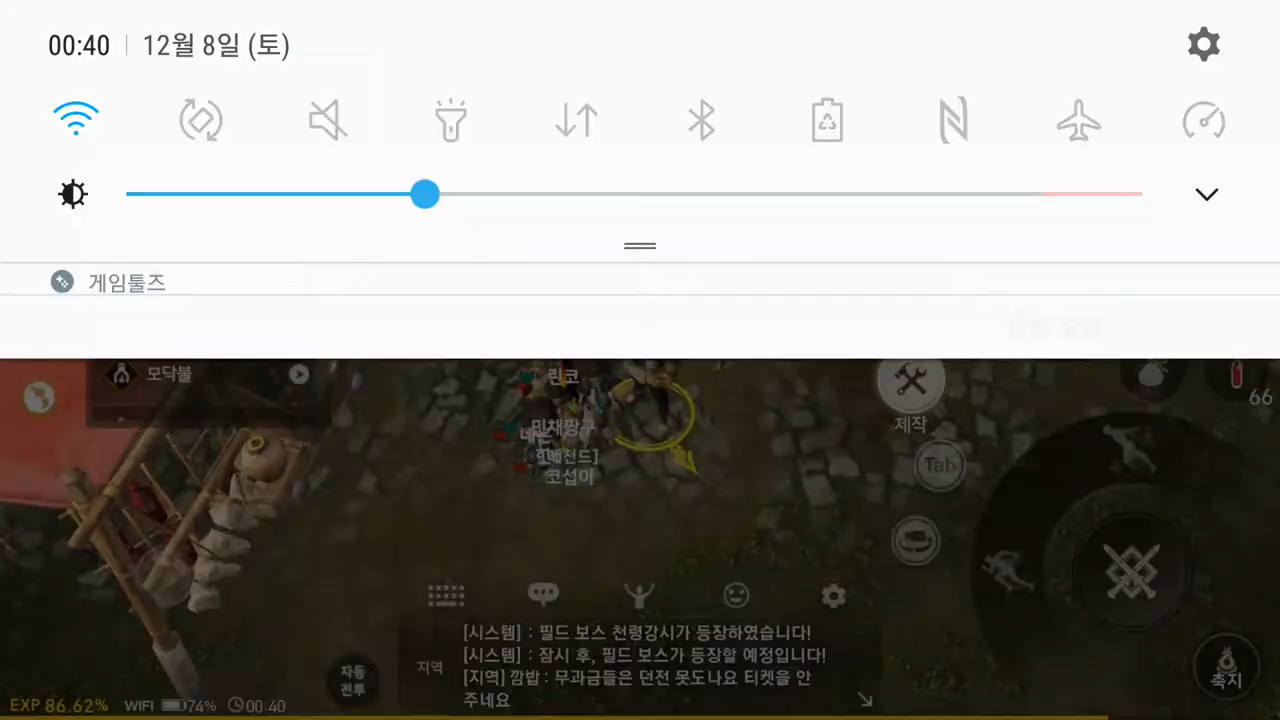 00:40 12월 8일 (토)
게임툴즈
모닥불
린코
66
민채짱구
제작
코섭이
Tab
[시스템] : 필드 보스 천령강시가 등장하였습니다!
[시스템] : 잠시 후, 필드 보스가 등장할 예정입니다!
지역
[지역] 깜밥 : 무과금들은 던전 못도나요 티켓을 안
주네요
자동
전투
축지
EXP 86.62% WIFI 74% 00:40